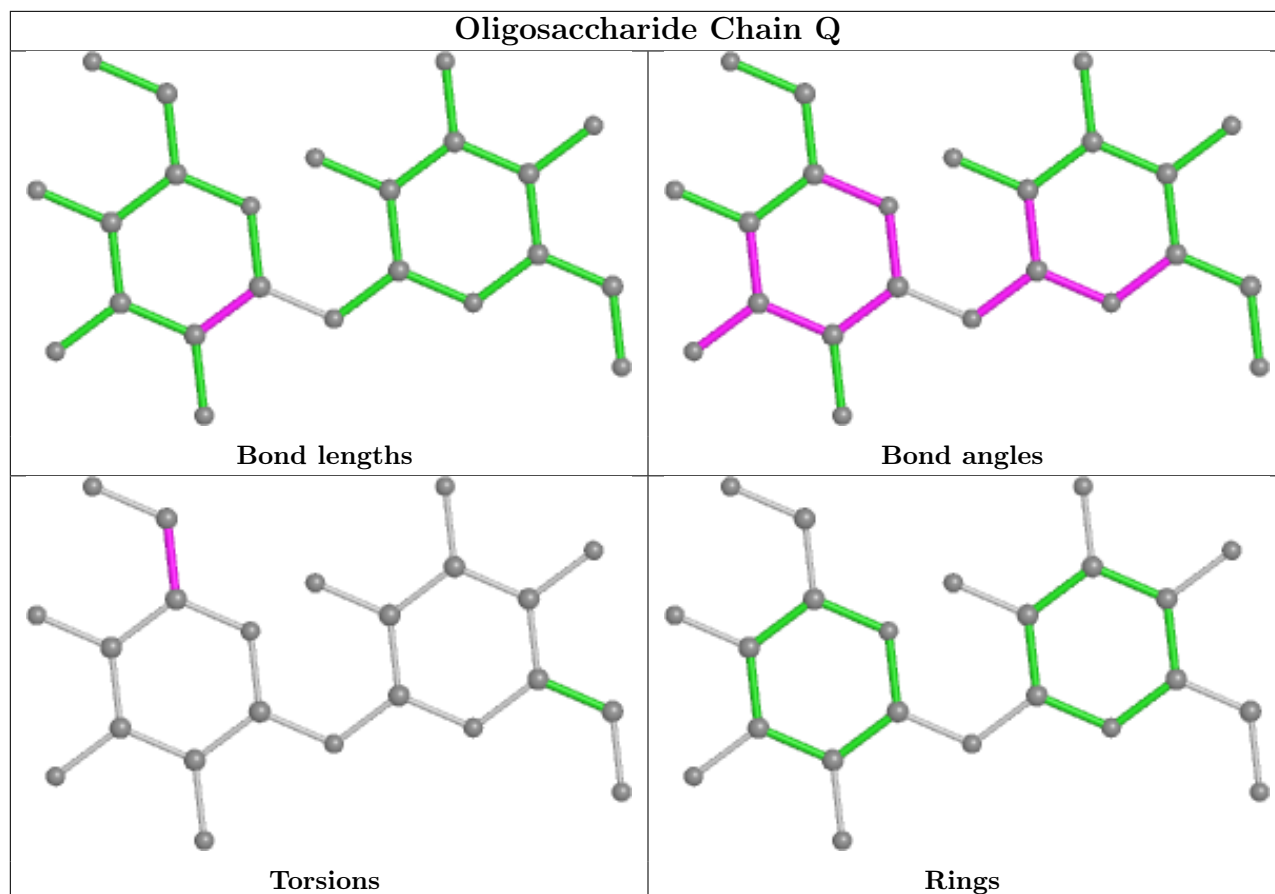 Oligosaccharide Chain Q
Bond lengths
Bond angles
Torsions
Rings